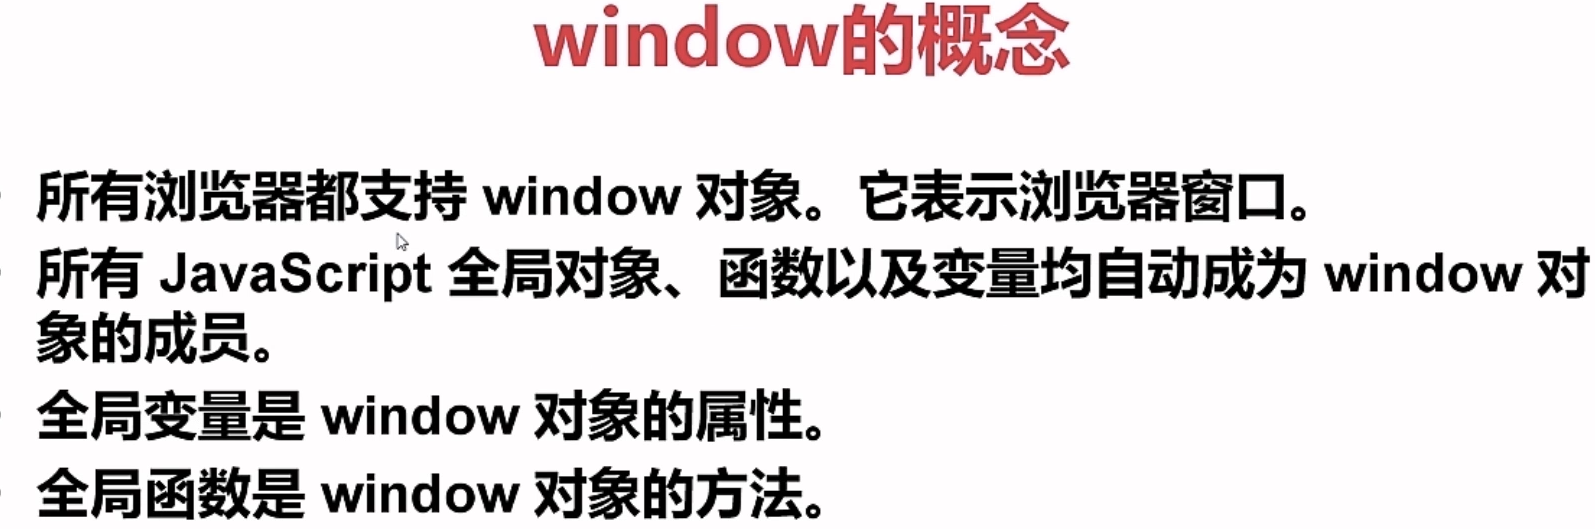 window的概念
所有浏览器都支持 window 对象。它表示浏览器窗口。
所有 JavaScript 全局对象、函数以及变量均自动成为 window 对
象的成员。
全局变量是 window 对象的属性。
全局函数是 window 对象的方法。